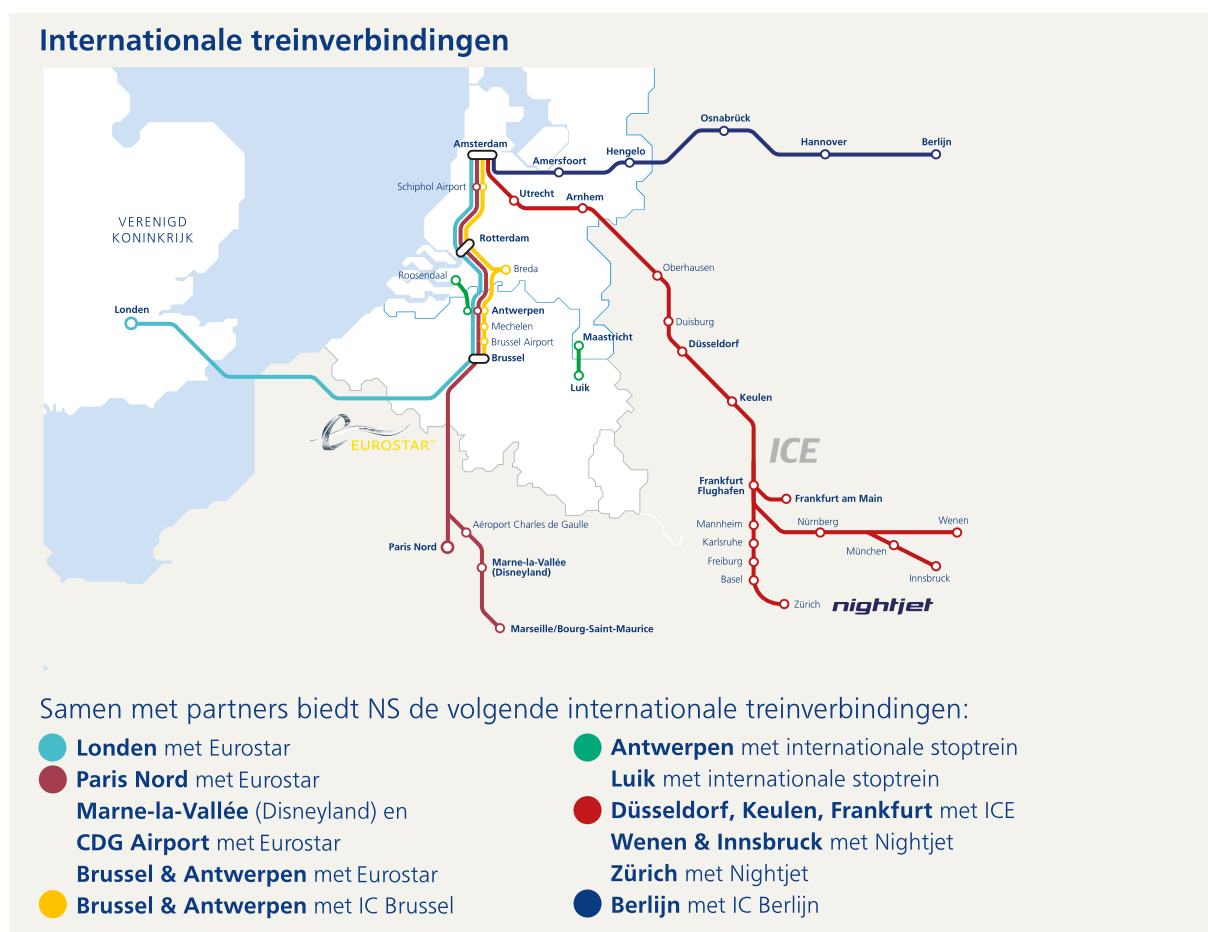 Internationale treinverbindingen
Osnabrück
Hannover
Berlijn
Amsterdam
Hengelo
Amersfoort
Schiphol Airport
Utrecht
Arnhem
VERENIGD
KONINKRIJK
Rotterdam
Oberhausen
Breda
Roosendaal
Londen
Antwerpen
Duisburg
Mechelen
Maastricht
Brussel Airport
Düsseldorf
Brussel
Luik
Keulen
EUROSTAR™
ICE
Frankfurt
Flughafen
Frankfurt am Main
Mannheim
Nürnberg
Wenen
Aéroport Charles de Gaulle
Karlsruhe
Paris Nord
München
Marne-la-Vallée
(Disneyland)
Freiburg
Basel
Innsbruck
Zürich
nightjet
Marseille/Bourg-Saint-Maurice
Samen met partners biedt NS de volgende internationale treinverbindingen:
Londen met Eurostar
Paris Nord met Eurostar
Marne-la-Vallée (Disneyland) en
CDG Airport met Eurostar
Brussel & Antwerpen met Eurostar
Brussel & Antwerpen met IC Brussel
Antwerpen met internationale stoptrein
Luik met internationale stoptrein
Düsseldorf, Keulen, Frankfurt met ICE
Wenen & Innsbruck met Nightjet
Zürich met Nightjet
Berlijn met IC Berlijn